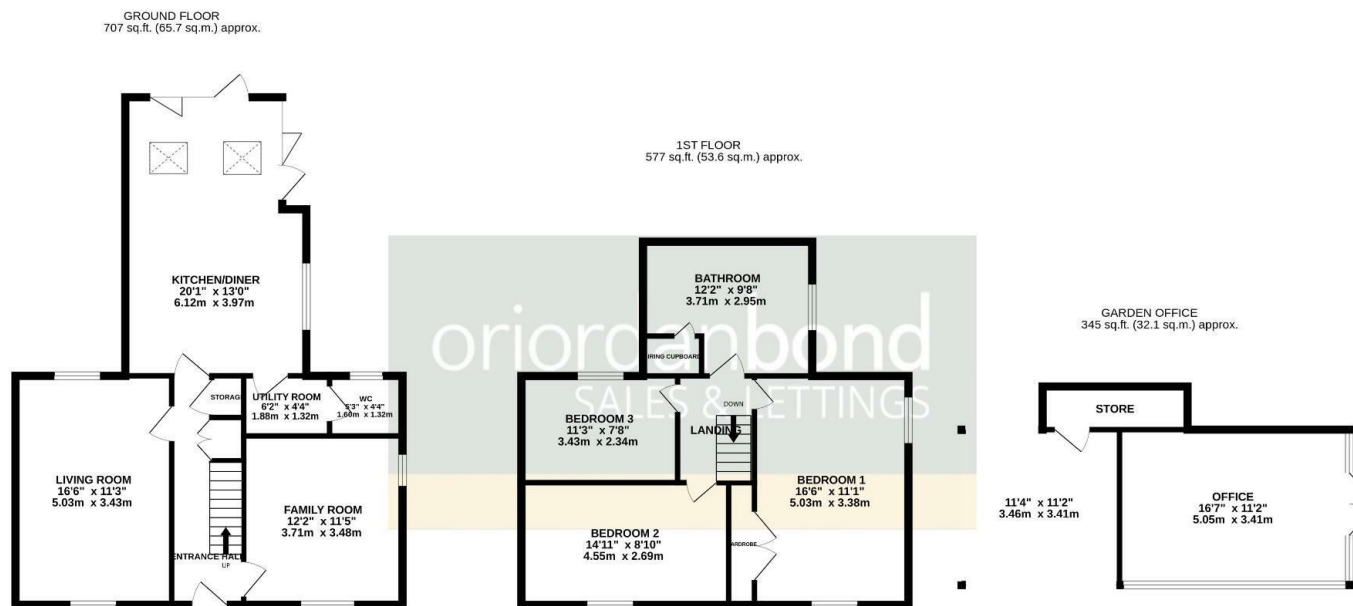 GROUND FLOOR
707 sq.ft. (65.7 sq.m.) approx.
KITCHEN/DINER
20'1" x 13'0"
6.12m x 3.97m
STORAGE
UTILITY ROOM
6'2" x 4'4"
1.88m x 1.32m
WC
5'3" x 4'4"
1.60m x 1.32m
LIVING ROOM
16'6" x 11'3"
5.03m x 3.43m
FAMILY ROOM
12'2" x 11'5"
3.71m x 3.48m
ENTRANCE HALL
UP
1ST FLOOR
577 sq.ft. (53.6 sq.m.) approx.
BATHROOM
12'2" x 9'8"
3.71m x 2.95m
IRING CUPBOARD
oriordanbond
SALES & LETTINGS
DOWN
LANDING
BEDROOM 3
11'3" x 7'8"
3.43m x 2.34m
BEDROOM 1
16'6" x 11'1"
5.03m x 3.38m
BEDROOM 2
14'11" x 8'10"
4.55m x 2.69m
ARDROBE
GARDEN OFFICE
345 sq.ft. (32.1 sq.m.) approx.
STORE
11'4" x 11'2"
3.46m x 3.41m
OFFICE
16'7" x 11'2"
5.05m x 3.41m